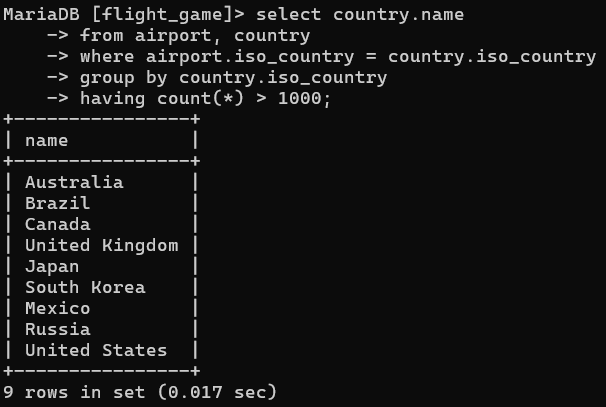 MariaDB [flight_game]> select country.name
    -> from airport, country
    -> where airport.iso_country = country.iso_country
    -> group by country.iso_country
    -> having count(*) > 1000;
+----------------+
| name           |
+----------------+
| Australia      |
| Brazil         |
| Canada         |
| United Kingdom |
| Japan          |
| South Korea    |
| Mexico         |
| Russia         |
| United States  |
+----------------+
9 rows in set (0.017 sec)